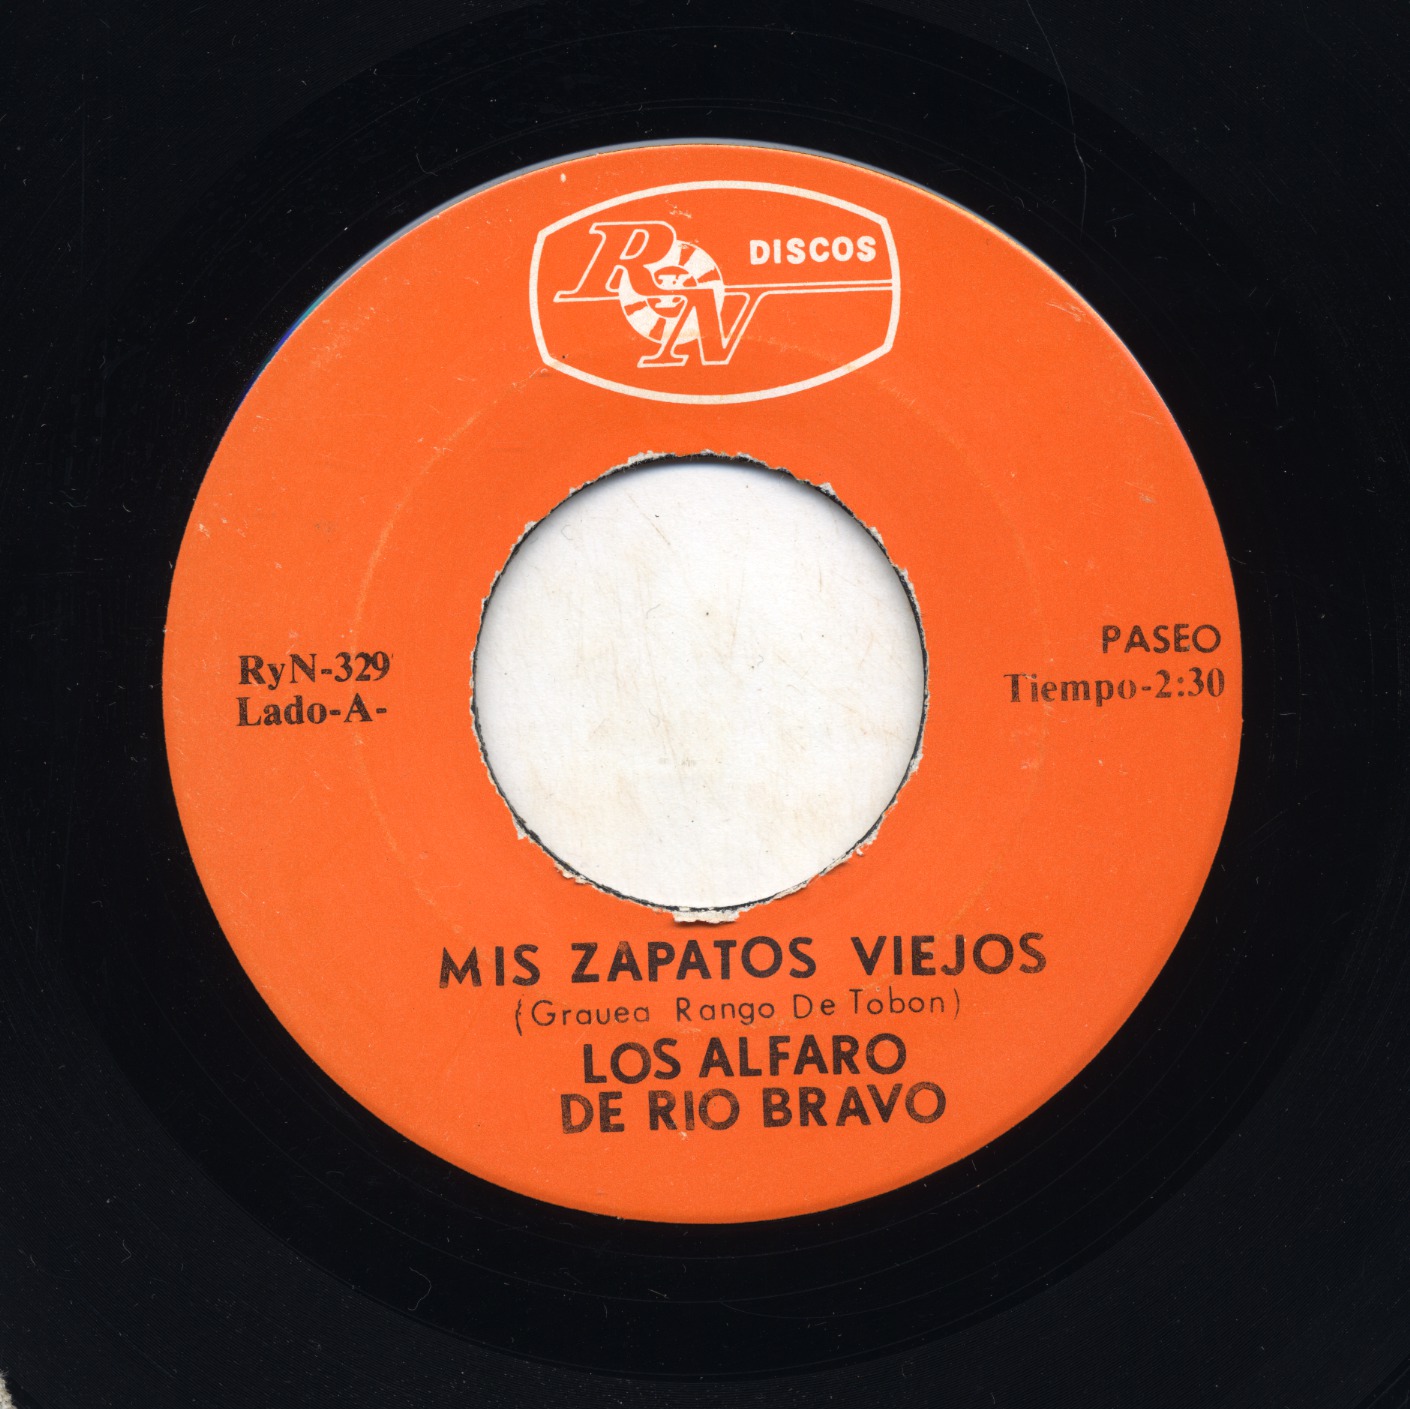 RYN DISCOS
RyN-329
Lado-A-
PASEO
Tiempo-2:30
MIS ZAPATOS VIEJOS
(Grauea Rango De Tobon)
LOS ALFARO
DE RIO BRAVO